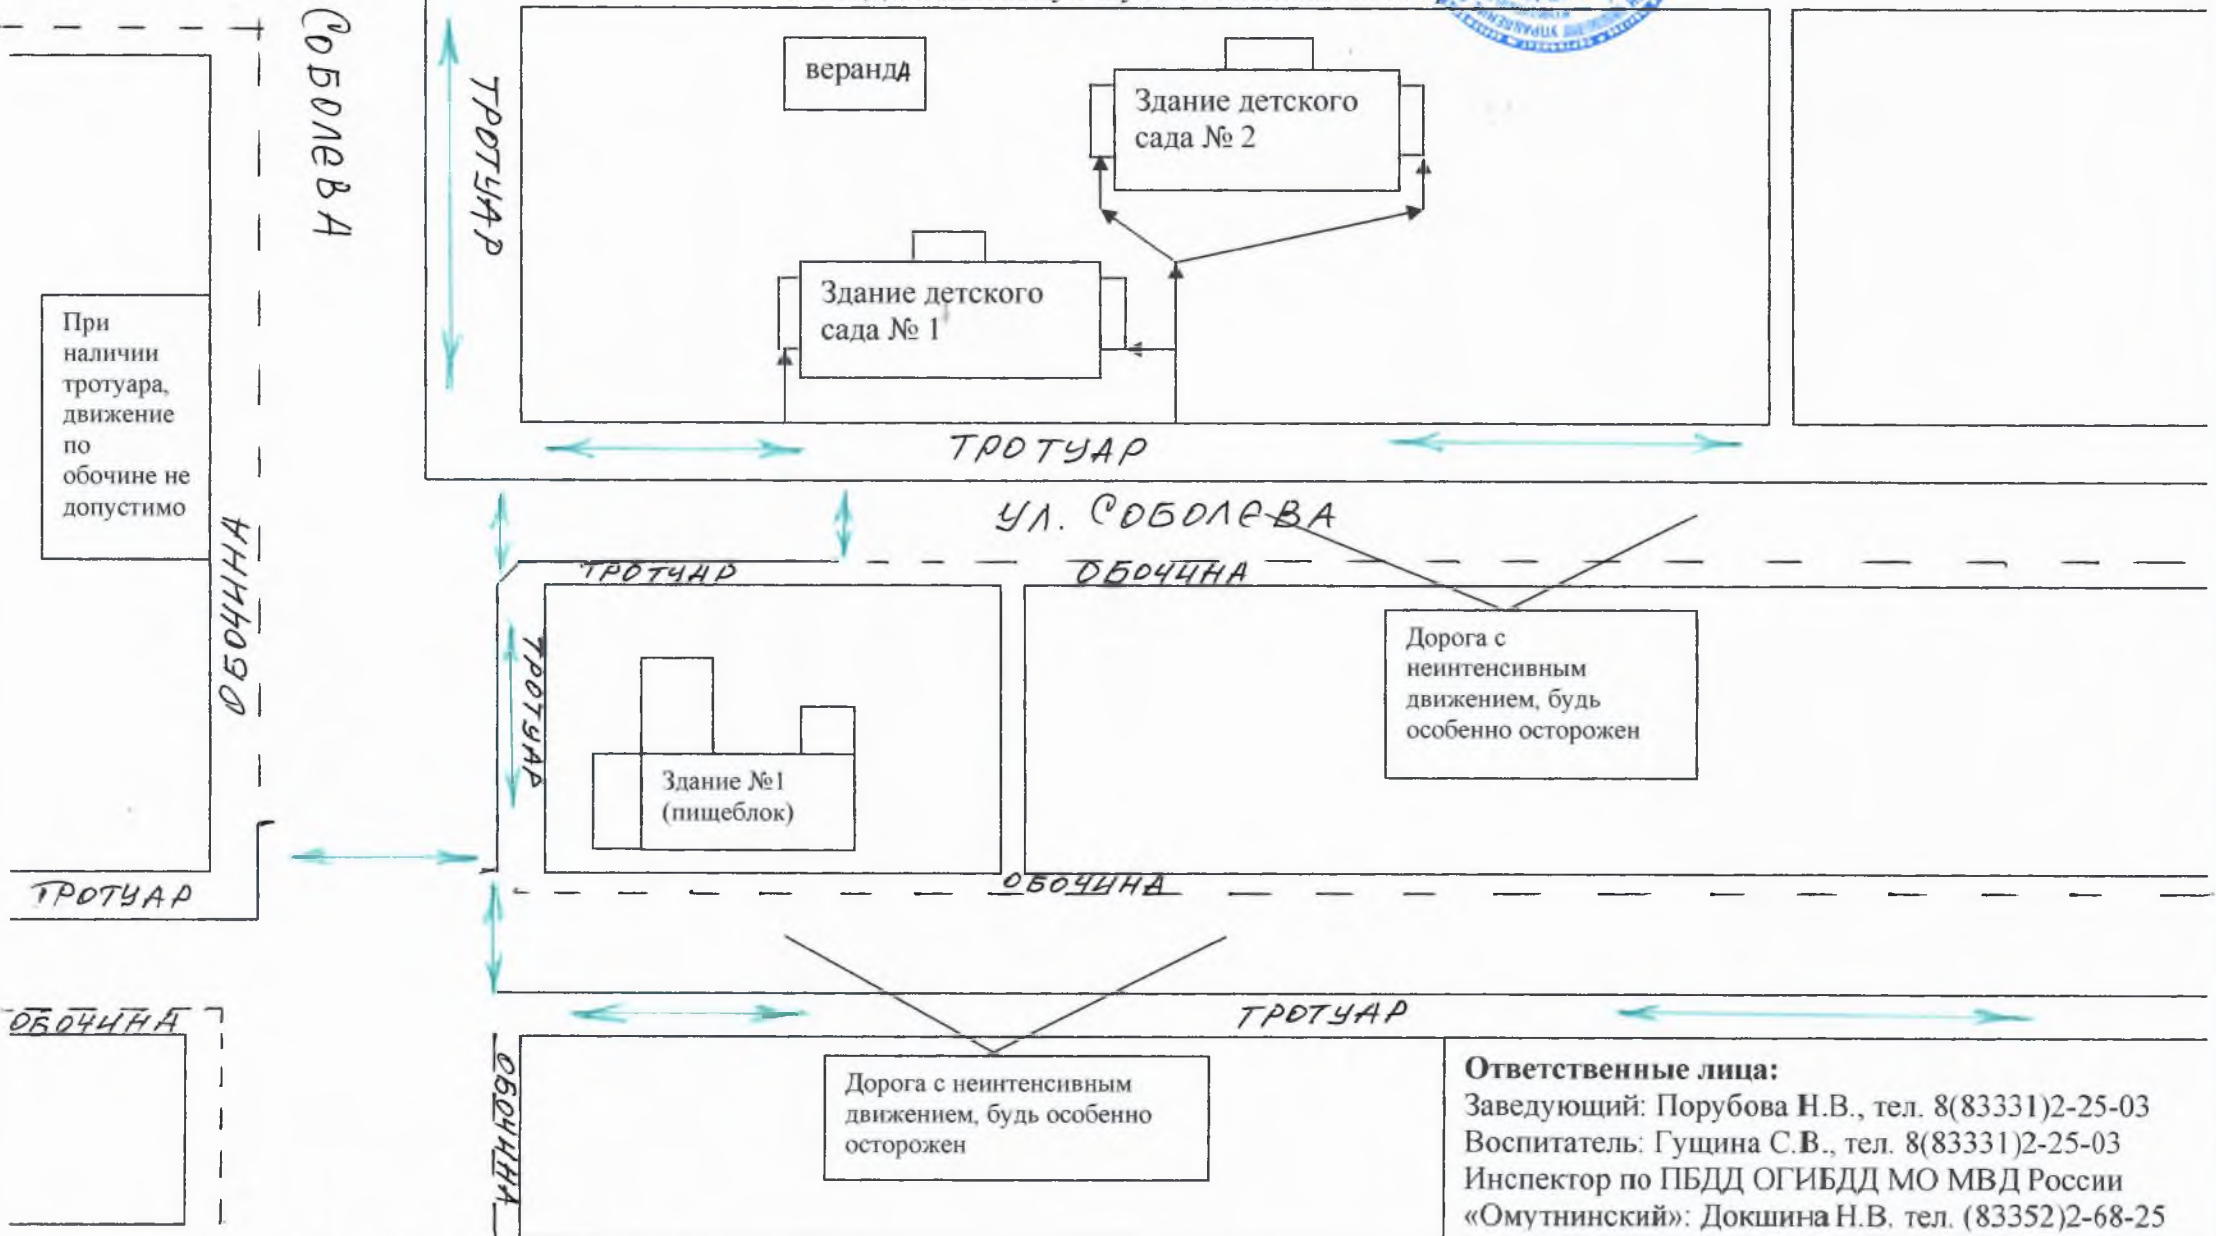 СОБОЛЕВА
ТРОТУАР
верандА
Здание детского
сада № 2
Здание детского
сада № 1
При
наличии
тротуара,
движение
по
обочине не
допустимо
ОБОЧИНА
ТРОТУАР
УЛ. СОБОЛЕВА
ТРОТУАР
ОБОЧИНА
ТРОТУАР
Дорога с
неинтенсивным
движением, будь
особенно осторожен
Здание №1
(пищеблок)
ТРОТУАР
ОБОЧИНА
ОБОЧИНА
ТРОТУАР
ОБОЧИНА
Дорога с неинтенсивным
движением, будь особенно
осторожен
Ответственные лица:
Заведующий: Порубова Н.В., тел. 8(83331)2-25-03
Воспитатель: Гущина С.В., тел. 8(83331)2-25-03
Инспектор по ПБДД ОГИБДД МО МВД России
«Омутнинский»: Докшина Н.В. тел. (83352)2-68-25